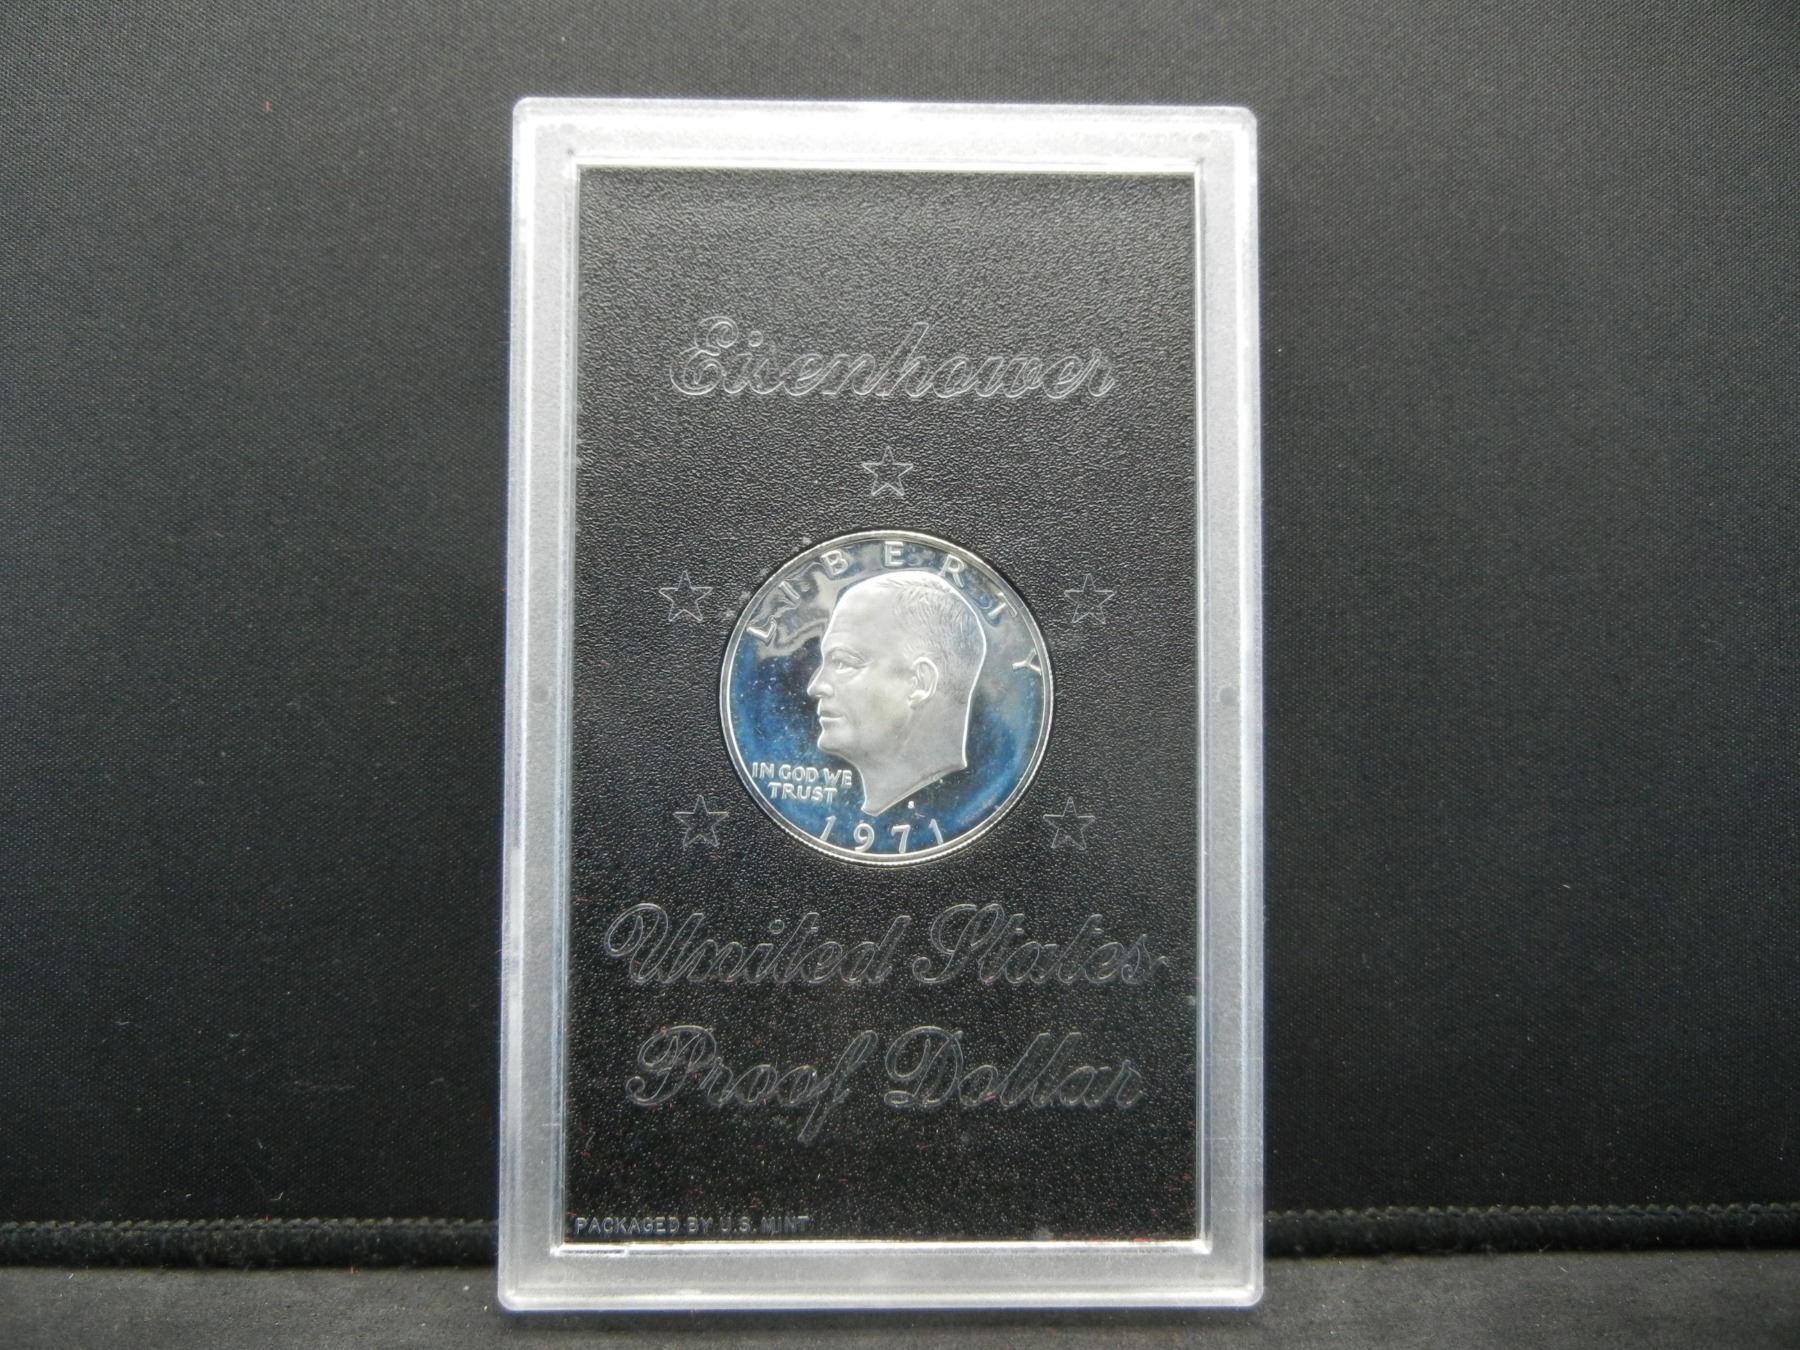 Eisenhower
LIBERTY
IN GOD WE
TRUST
S
1971
United States
Proof Dollar
PACKAGED BY U.S. MINT